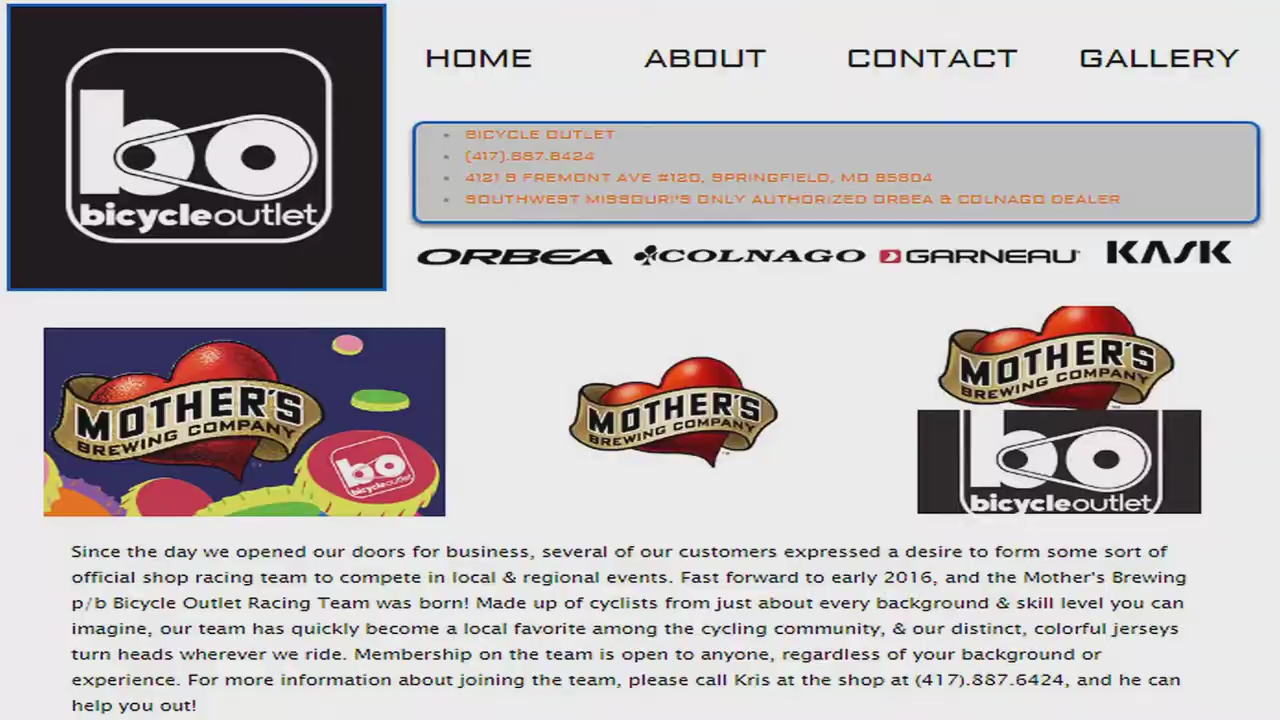 HOME ABOUT CONTACT GALLERY
bo
bicycleoutlet
BICYCLE OUTLET
(417).887.8424
4121 S FREMONT AVE #120, SPRINGFIELD, MO 65804
SOUTHWEST MISSOURI'S ONLY AUTHORIZED ORBEA & COLNAGO DEALER
ORBEA COLNAGO GARNEAU KASK
MOTHER'S
BREWING COMPANY
bo
bicycleoutlet
MOTHER'S
BREWING COMPANY
MOTHER'S
BREWING COMPANY
bo
bicycleoutlet
Since the day we opened our doors for business, several of our customers expressed a desire to form some sort of
official shop racing team to compete in local & regional events. Fast forward to early 2016, and the Mother's Brewing
p/b Bicycle Outlet Racing Team was born! Made up of cyclists from just about every background & skill level you can
imagine, our team has quickly become a local favorite among the cycling community, & our distinct, colorful jerseys
turn heads wherever we ride. Membership on the team is open to anyone, regardless of your background or
experience. For more information about joining the team, please call Kris at the shop at (417).887.6424, and he can
help you out!